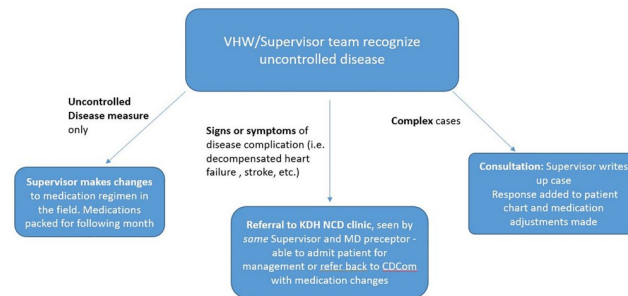 VHW/Supervisor team recognize
uncontrolled disease
Uncontrolled
Disease measure
only
Signs or symptoms of
disease complication (i.e.
decompensated heart
failure , stroke, etc.)
Complex cases
Supervisor makes changes
to medication regimen in
the field. Medications
packed for following month
Referral to KDH NCD clinic, seen by
same Supervisor and MD preceptor -
able to admit patient for
management or refer back to CDCom
with medication changes
Consultation: Supervisor writes
up case
Response added to patient
chart and medication
adjustments made